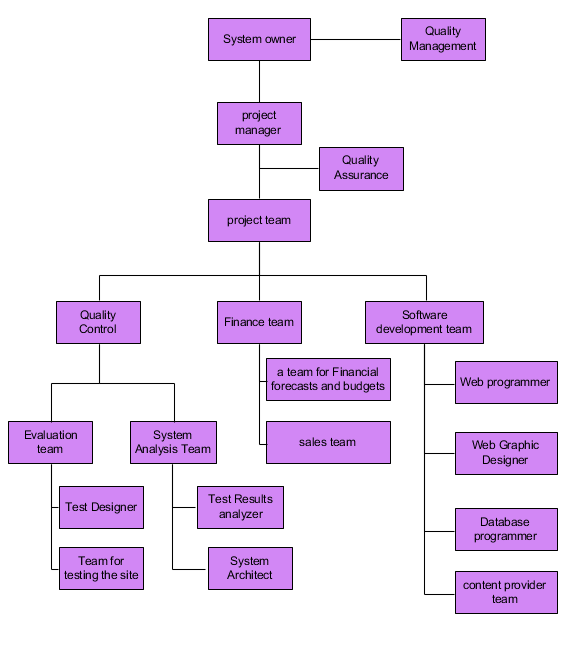 System owner
Quality
Management
project
manager
Quality
Assurance
project team
Quality
Control
Finance team
Software
development team
a team for Financial
forecasts and budgets
Web programmer
Evaluation
team
System
Analysis Team
sales team
Web Graphic
Designer
Test Designer
Test Results
analyzer
Database
programmer
Team for
testing the site
System
Architect
content provider
team